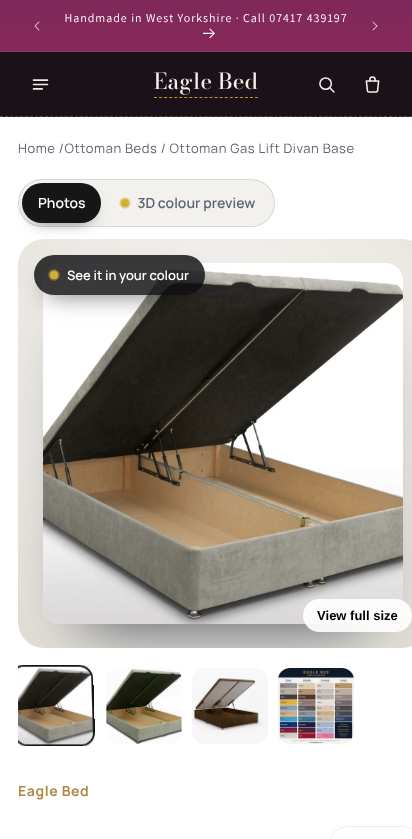 Handmade in West Yorkshire · Call 07417 439197
→
Eagle Bed
Home /Ottoman Beds / Ottoman Gas Lift Divan Base
Photos
3D colour preview
See it in your colour
View full size
Eagle Bed